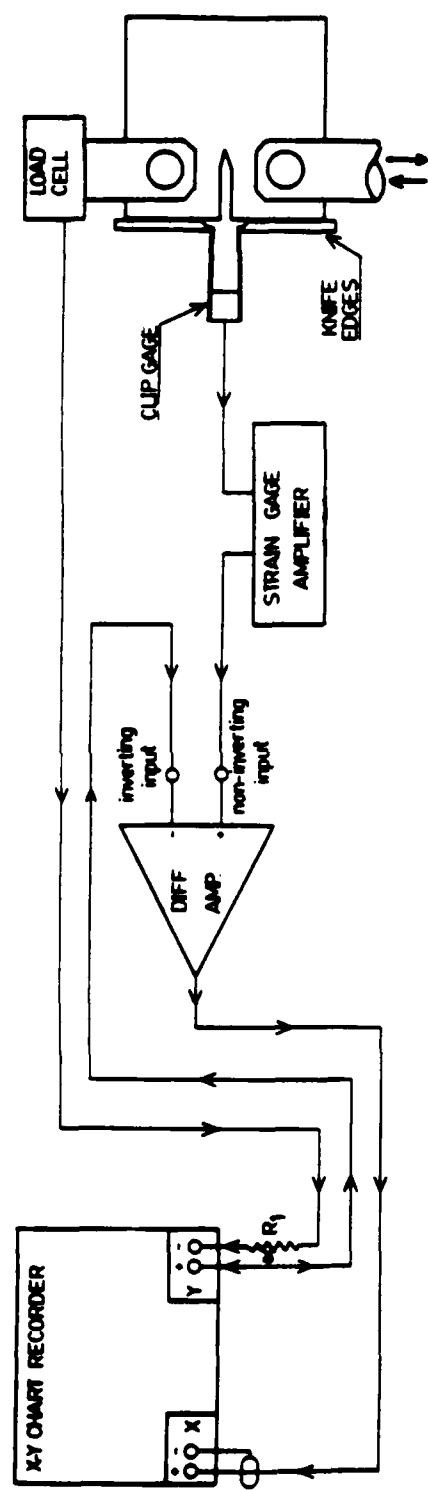 X-Y CHART RECORDER
+ -
X
+ -
Y
R1
DIFF
AMP.
-
+
inverting
input
non-inverting
input
STRAIN GAGE
AMPLIFIER
CLIP GAGE
LOAD
CELL
KNIFE
EDGES